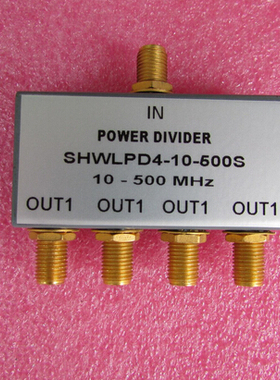 IN
POWER DIVIDER
SHWLPD4-10-500S
10 - 500 MHz
OUT1 OUT1 OUT1 OUT1